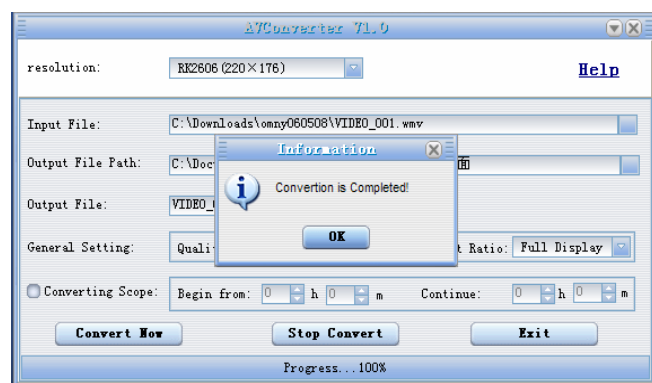 A7Converter V1.0
resolution: RK2606(220×176) Help
Input File: C:\Downloads\omny060508\VIDEO_001.wmv
Information
Output File Path: C:\Doc 面
Convertion is Completed!
Output File: VIDEO_
OK
General Setting: Quali t Ratio: Full Display
Converting Scope: Begin from: 0 h 0 m Continue: 0 h 0 m
Convert Now Stop Convert Exit
Progress...100%